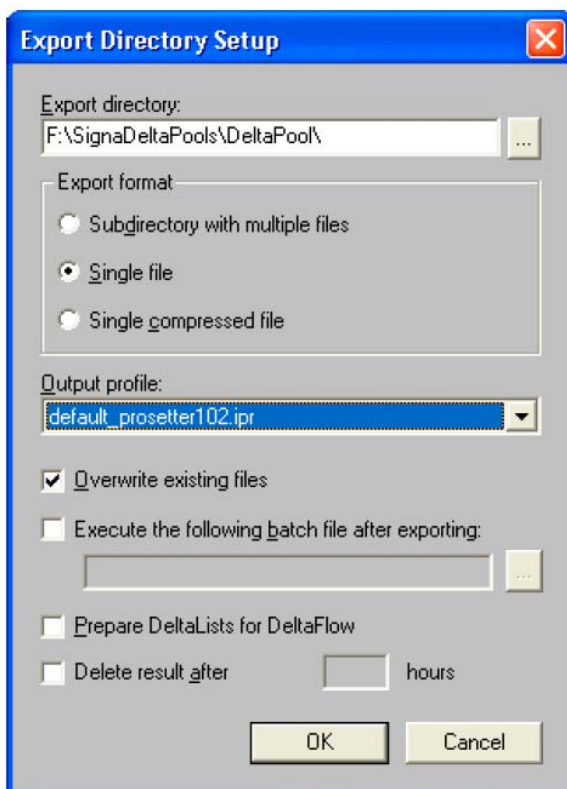 Export Directory Setup
Export directory:
F:\SignaDeltaPools\DeltaPool\
...
Export format
Subdirectory with multiple files
Single file
Single compressed file
Output profile:
default_prosetter102.ipr
Overwrite existing files
Execute the following batch file after exporting:
...
Prepare DeltaLists for DeltaFlow
Delete result after hours
OK Cancel